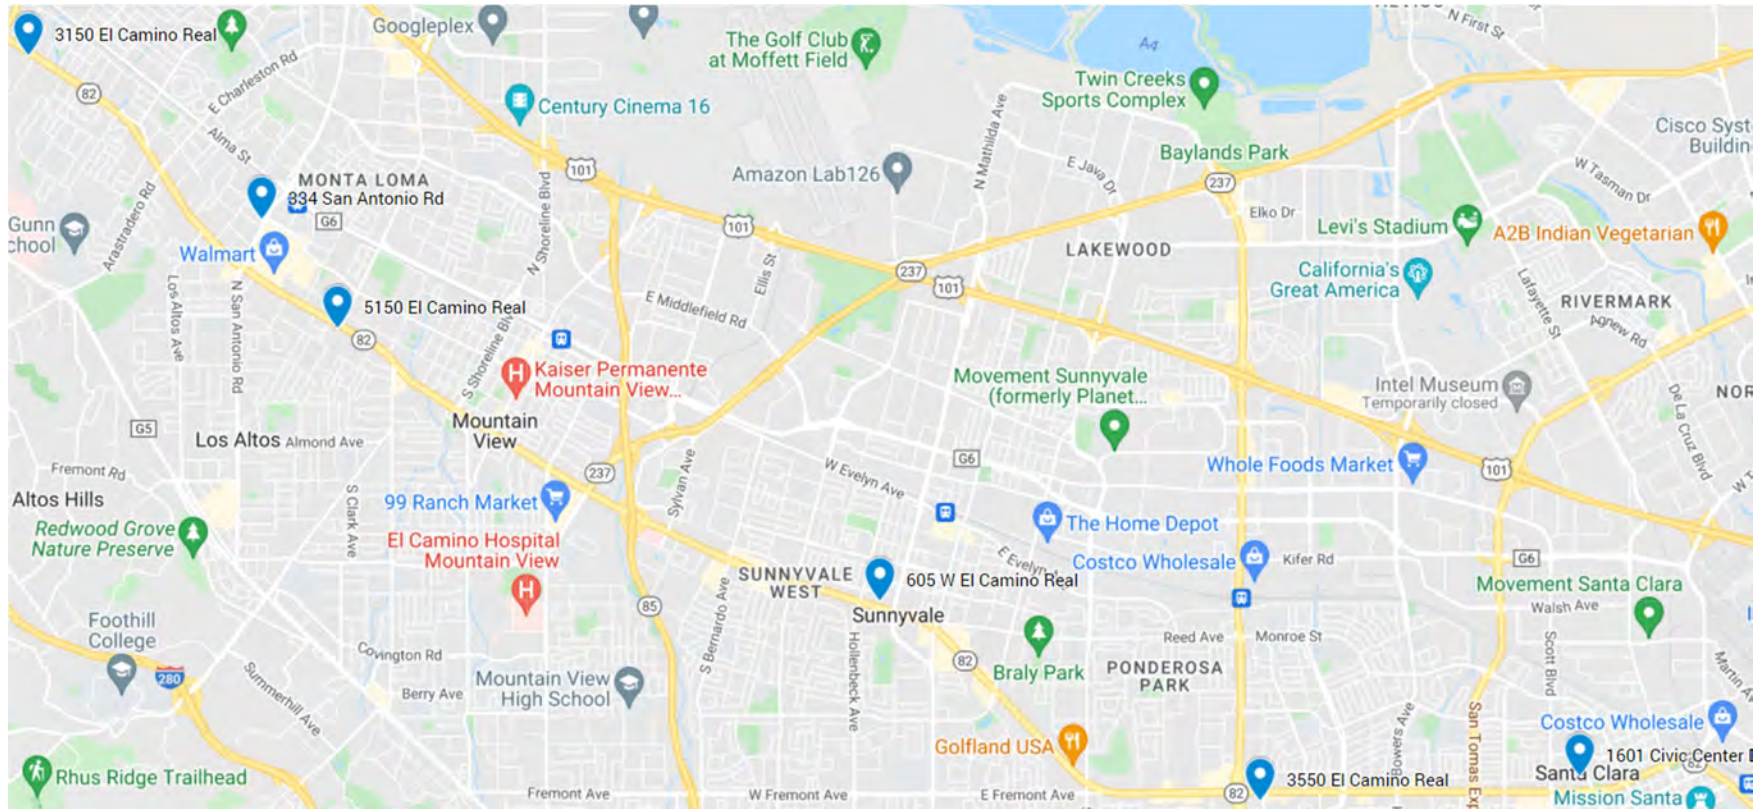 3150 El Camino Real
Googleplex
The Golf Club
at Moffett Field
N First St
E Charleston Rd
82
Century Cinema 16
Twin Creeks
Sports Complex
Alma St
N Mathilda Ave
Cisco Syst
Building
Baylands Park
W Tasman Dr
MONTA LOMA
101
Amazon Lab126
E Java Dr
237
334 San Antonio Rd
Arastradero Rd
G6
N Shoreline Blvd
Elko Dr
Gunn
chool
101
Levi's Stadium
A2B Indian Vegetarian
Walmart
LAKEWOOD
Ellis St
237
101
California's
Great America
Los Altos Ave
N San Antonio Rd
5150 El Camino Real
E Middlefield Rd
Lafayette St
RIVERMARK
Agnew Rd
82
S Shoreline Blvd
Kaiser Permanente
Mountain View...
Movement Sunnyvale
(formerly Planet...
Intel Museum
Temporarily closed
De La Cruz Blvd
NOR
G5
Los Altos
Almond Ave
Mountain
View
Fremont Rd
237
W Evelyn Ave
G6
Whole Foods Market
101
Altos Hills
99 Ranch Market
Sylvan Ave
S Clark Ave
Redwood Grove
Nature Preserve
The Home Depot
El Camino Hospital
Mountain View
E Evelyn Av
Costco Wholesale
Kifer Rd
G6
SUNNYVALE
WEST
605 W El Camino Real
Movement Santa Clara
85
Sunnyvale
Walsh Ave
Foothill
College
S Bernardo Ave
Hollenbeck Ave
Reed Ave
Monroe St
Scott Blvd
Covington Rd
82
Braly Park
PONDEROSA
PARK
280
Summerhill Ave
Berry Ave
Mountain View
High School
Martin Av
Bowers Ave
San Tomas Exp
Costco Wholesale
Golfland USA
1601 Civic Center D
82
Rhus Ridge Trailhead
3550 El Camino Real
Santa Clara
Fremont Ave
W Fremont Ave
E Fremont Ave
82
Mission Santa